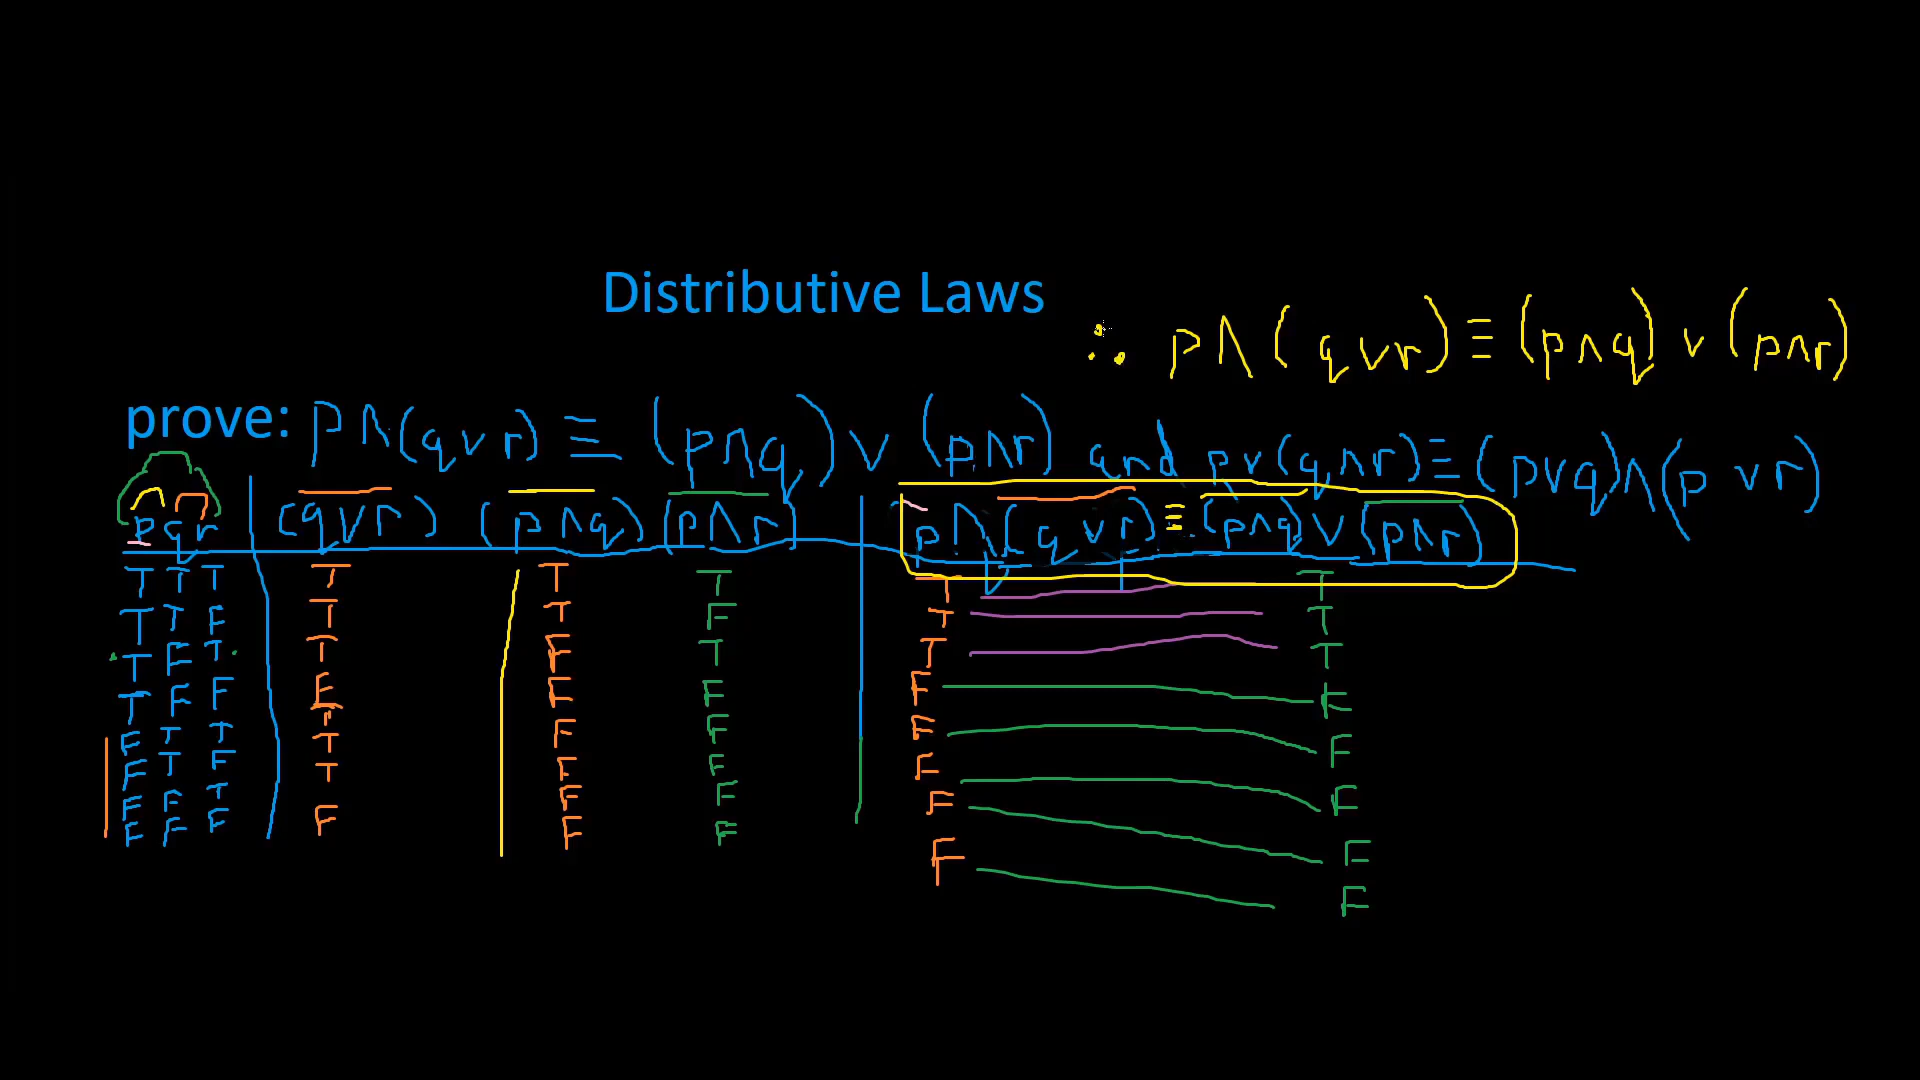 Distributive Laws
∴ p∧(q∨r)≡(p∧q)∨(p∧r)
prove: p∧(q∨r)≡(p∧q)∨(p∧r) and p∨(q∧r)≡(p∨q)∧(p∨r)
p q r (q∨r) (p∧q) (p∧r) p∧(q∨r)≡(p∧q)∨(p∧r)
T T T T T T T T
T T F T T F T T
T F T T F T T T
T F F F F F F F
F T T T F F F F
F T F T F F F F
F F T T F F F F
F F F F F F F F